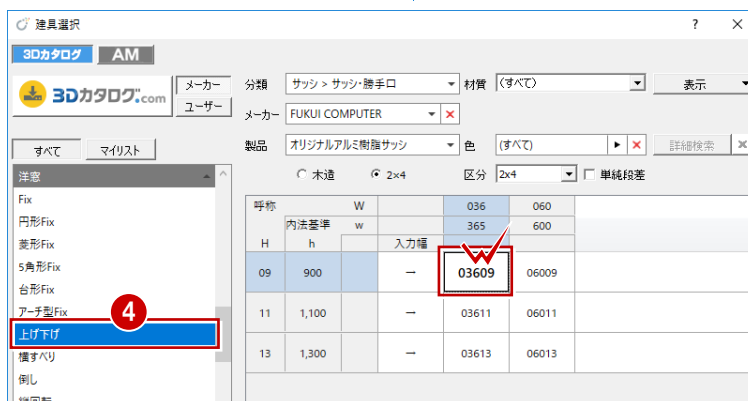 建具選択 ? ×
3Dカタログ AM
3Dカタログ.com メーカー
ユーザー
すべて マイリスト
分類 サッシ > サッシ・勝手口 材質 (すべて) 表示
メーカー FUKUI COMPUTER ×
製品 オリジナルアルミ樹脂サッシ 色 (すべて) × 詳細検索 ×
木造 2×4 区分 2x4 単純段差
洋窓
Fix
円形Fix
菱形Fix
5角形Fix
台形Fix
アーチ型Fix
4
上げ下げ
横すべり
倒し
呼称 W 036 060
内法基準 w 365 600
H h 入力幅
09 900 → 03609 06009
11 1,100 → 03611 06011
13 1,300 → 03613 06013